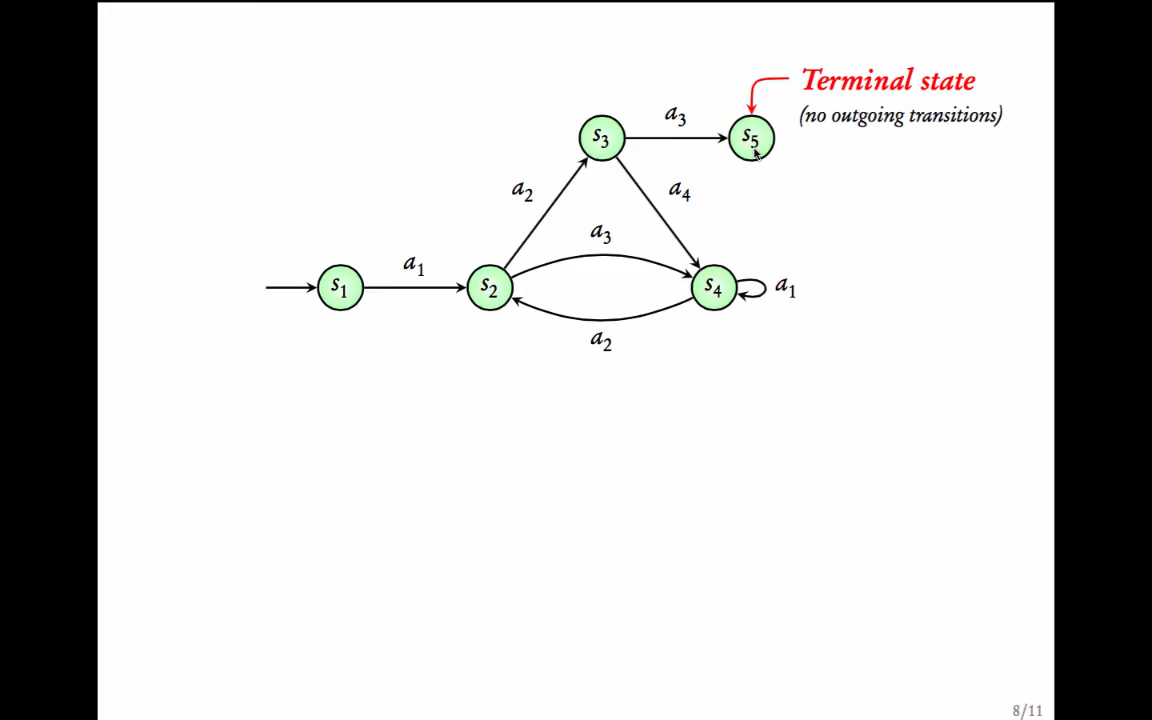 Terminal state
(no outgoing transitions)
a3
s3
s5
a2
a4
a3
a1
s1
s2
s4
a1
a2
8/11